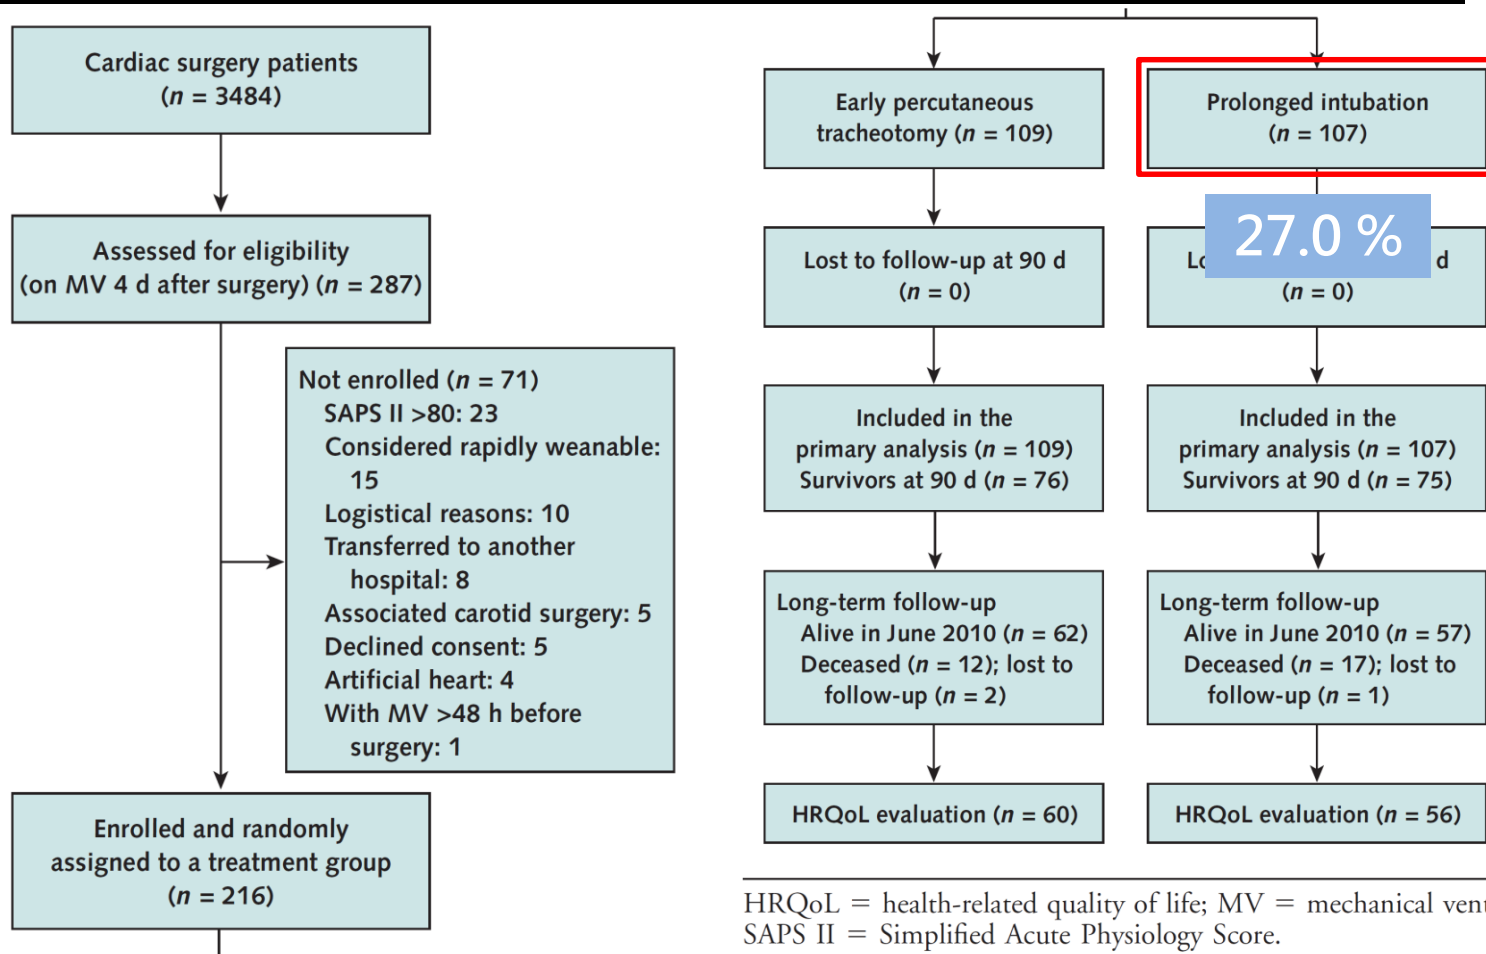 Cardiac surgery patients
(n = 3484)
Assessed for eligibility
(on MV 4 d after surgery) (n = 287)
Not enrolled (n = 71)
SAPS II >80: 23
Considered rapidly weanable:
15
Logistical reasons: 10
Transferred to another
hospital: 8
Associated carotid surgery: 5
Declined consent: 5
Artificial heart: 4
With MV >48 h before
surgery: 1
Enrolled and randomly
assigned to a treatment group
(n = 216)
Early percutaneous
tracheotomy (n = 109)
Lost to follow-up at 90 d
(n = 0)
Included in the
primary analysis (n = 109)
Survivors at 90 d (n = 76)
Long-term follow-up
Alive in June 2010 (n = 62)
Deceased (n = 12); lost to
follow-up (n = 2)
HRQoL evaluation (n = 60)
Prolonged intubation
(n = 107)
27.0 %
d
(n = 0)
Included in the
primary analysis (n = 107)
Survivors at 90 d (n = 75)
Long-term follow-up
Alive in June 2010 (n = 57)
Deceased (n = 17); lost to
follow-up (n = 1)
HRQoL evaluation (n = 56)
HRQoL = health-related quality of life; MV = mechanical
SAPS II = Simplified Acute Physiology Score.